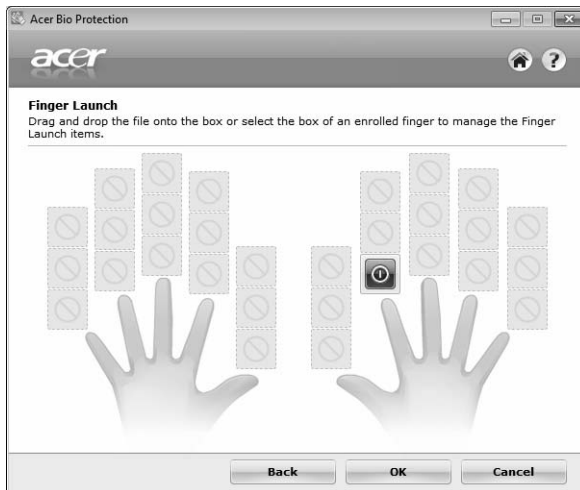 Acer Bio Protection
acer
?
Finger Launch
Drag and drop the file onto the box or select the box of an enrolled finger to manage the Finger
Launch items.
Back OK Cancel